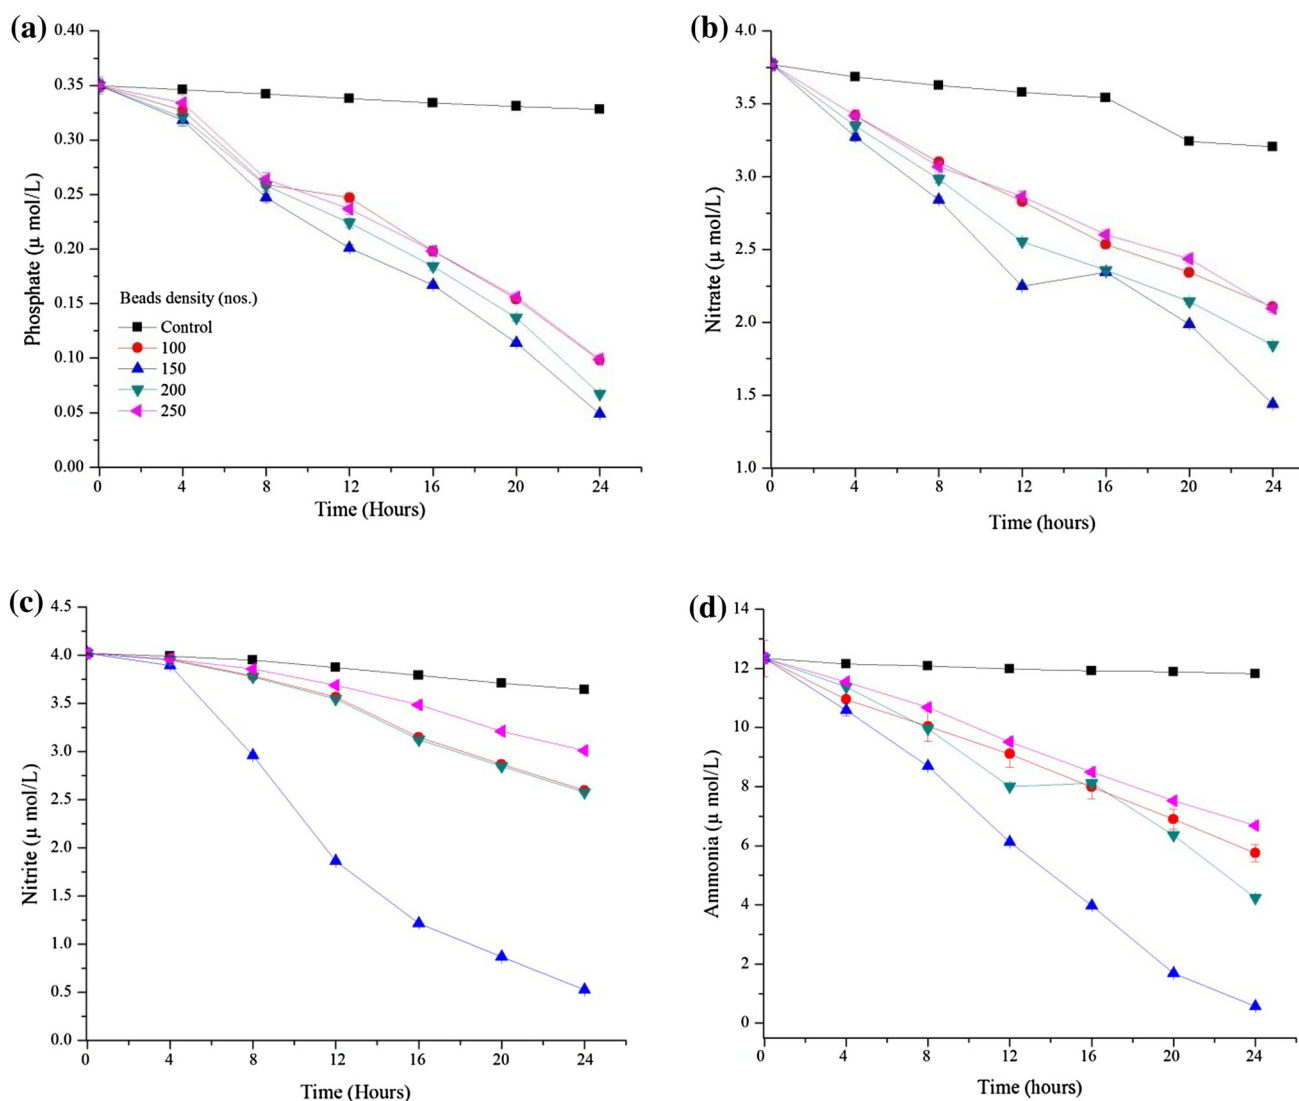 (a)
0.40
0.35
0.30
0.25
0.20
0.15
0.10
0.05
0.00
Phosphate (µ mol/L)
Beads density (nos.)
Control
100
150
200
250
0 4 8 12 16 20 24
Time (Hours)
(b)
4.0
3.5
3.0
2.5
2.0
1.5
1.0
Nitrate (µ mol/L)
0 4 8 12 16 20 24
Time (hours)
(c)
4.5
4.0
3.5
3.0
2.5
2.0
1.5
1.0
0.5
0.0
Nitrite (µ mol/L)
0 4 8 12 16 20 24
Time (Hours)
(d)
14
12
10
8
6
4
2
0
Ammonia (µ mol/L)
0 4 8 12 16 20 24
Time (hours)